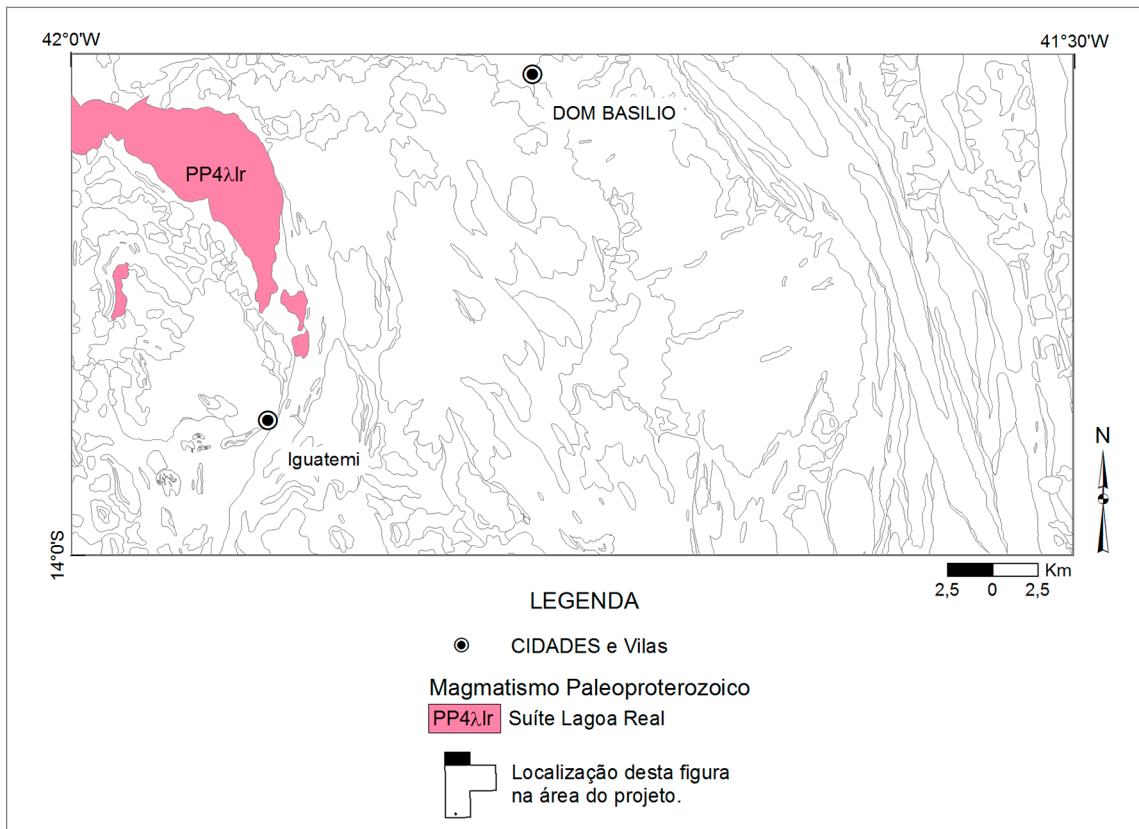 42°0'W
41°30'W
DOM BASILIO
PP4λlr
Iguatemi
N
14°0'S
Km
2,5 0 2,5
LEGENDA
CIDADES e Vilas
Magmatismo Paleoproterozoico
PP4λlr Suíte Lagoa Real
Localização desta figura
na área do projeto.